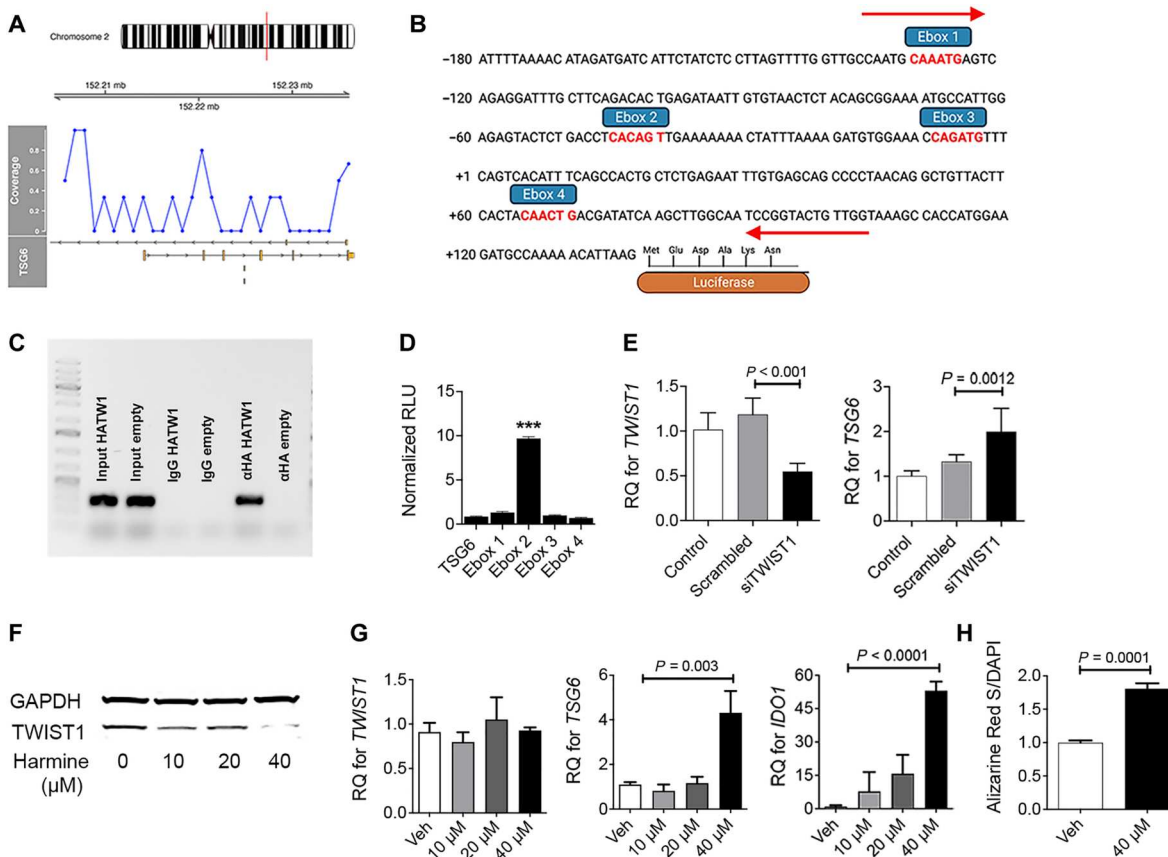 A
Chromosome 2
152.21 mb
152.23 mb
152.22 mb
Coverage
0.8
0.6
0.4
0.2
0
TSG6
B
Ebox 1
−180 ATTTTAAAAC ATAGATGATC ATTCTATCTC CTTAGTTTTG GTTGCCAATG CAAATGAGTC
−120 AGAGGATTTG CTTCAGACAC TGAGATAATT GTGTAACTCT ACAGCGGAAA ATGCCATTGG
Ebox 2
Ebox 3
−60 AGAGTACTCT GACCTCACAG TTGAAAAAAA CTATTTAAAA GATGTGGAAA CCAGATGTTT
+1 CAGTCACATT TCAGCCACTG CTCTGAGAAT TTGTGAGCAG CCCCTAACAG GCTGTTACTT
Ebox 4
+60 CACTACAACT GACGATATCA AGCTTGGCAA TCCGGTACTG TTGGTAAAGC CACCATGGAA
+120 GATGCCAAAA ACATTAAG
Met Glu Asp Ala Lys Asn
Luciferase
C
Input HATW1
Input empty
IgG HATW1
IgG empty
αHA HATW1
αHA empty
D
Normalized RLU
15
10
5
0
***
TSG6
Ebox 1
Ebox 2
Ebox 3
Ebox 4
E
RQ for TWIST1
1.5
1.0
0.5
0.0
P < 0.001
Control
Scrambled
siTWIST1
RQ for TSG6
3
2
1
0
P = 0.0012
Control
Scrambled
siTWIST1
F
GAPDH
TWIST1
Harmine 0 10 20 40
(µM)
G
RQ for TWIST1
1.5
1.0
0.5
0.0
Veh
10 µM
20 µM
40 µM
RQ for TSG6
6
4
2
0
P = 0.003
Veh
10 µM
20 µM
40 µM
RQ for IDO1
60
45
30
15
0
P < 0.0001
Veh
10 µM
20 µM
40 µM
H
Alizarine Red S/DAPI
2.0
1.5
1.0
0.5
0.0
P = 0.0001
Veh
40 µM